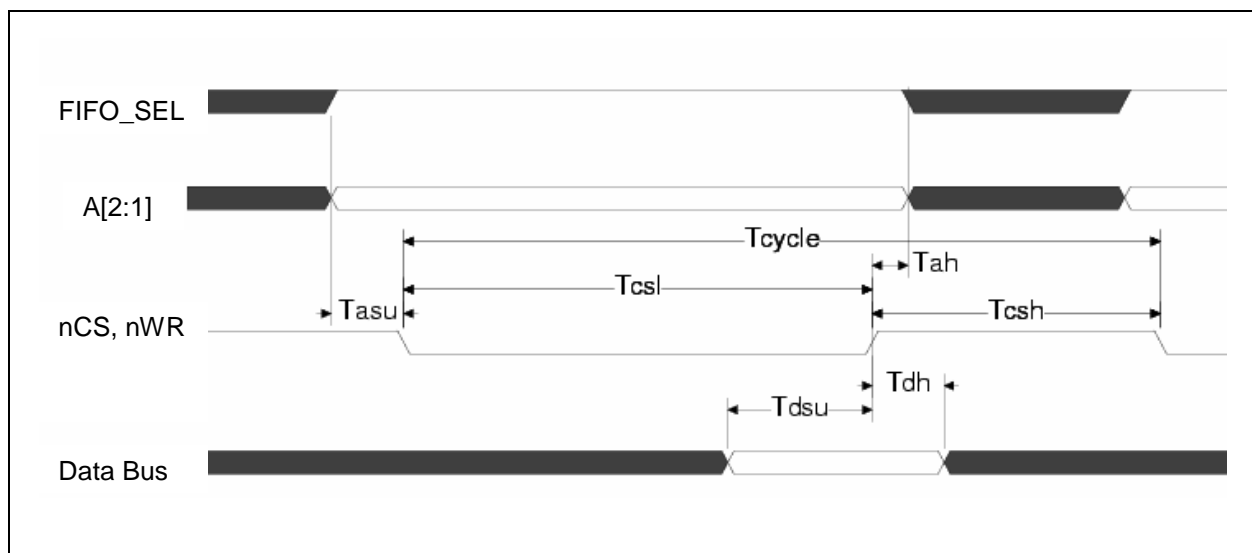 FIFO_SEL
A[2:1]
Tcycle
Tah
Tcsl
Tasu
Tcsh
nCS, nWR
Tdh
Tdsu
Data Bus